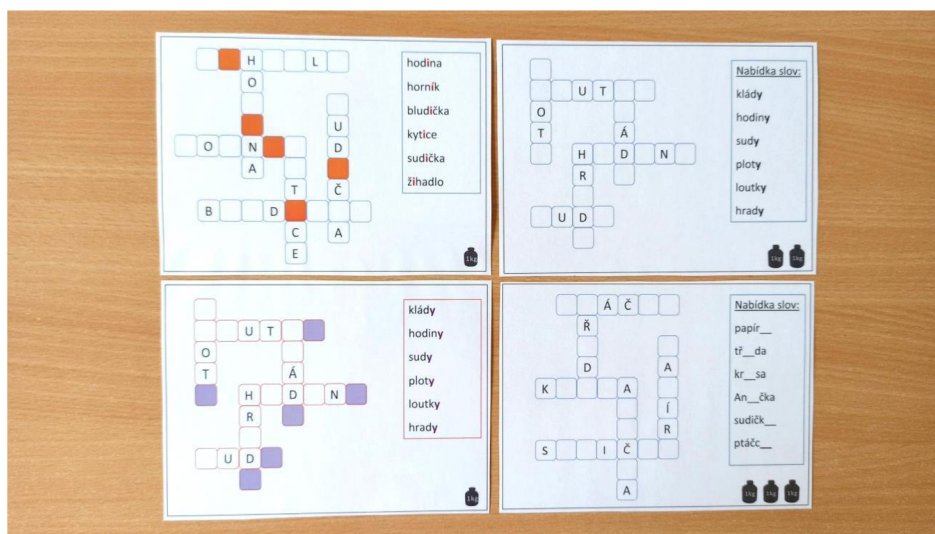 H L
O
U
O N D
A
T Č
B D
C A
E
hodina
horník
bludička
kytice
sudička
žihadlo
1kg
U T
O
T Á
H D N
R
U D
Nabídka slov:
klády
hodiny
sudy
ploty
loutky
hrady
1kg 1kg
U T
O
T Á
H D N
R
U D
klády
hodiny
sudy
ploty
loutky
hrady
1kg
Á Č
Ř
D A
K A
Í
R
S I Č
A
Nabídka slov:
papír__
tř__da
kr__sa
An__čka
sudičk__
ptáčc__
1kg 1kg 1kg